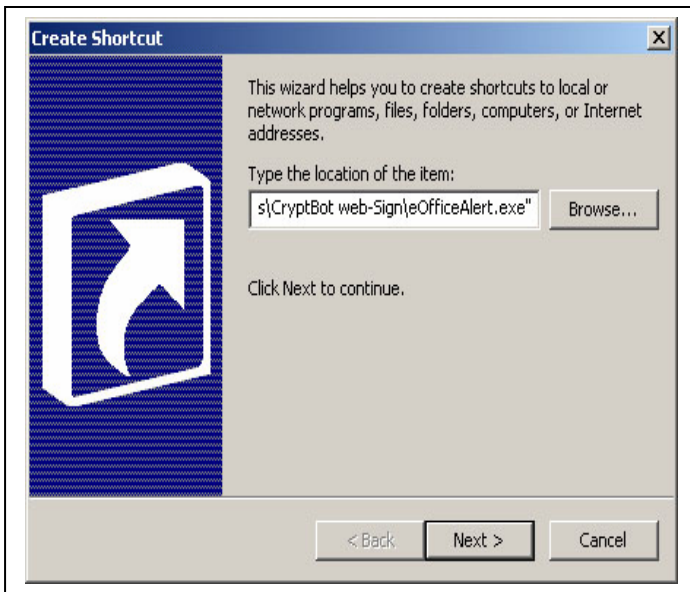 Create Shortcut
This wizard helps you to create shortcuts to local or
network programs, files, folders, computers, or Internet
addresses.
Type the location of the item:
s\CryptBot web-Sign\eOfficeAlert.exe"
Browse...
Click Next to continue.
< Back
Next >
Cancel